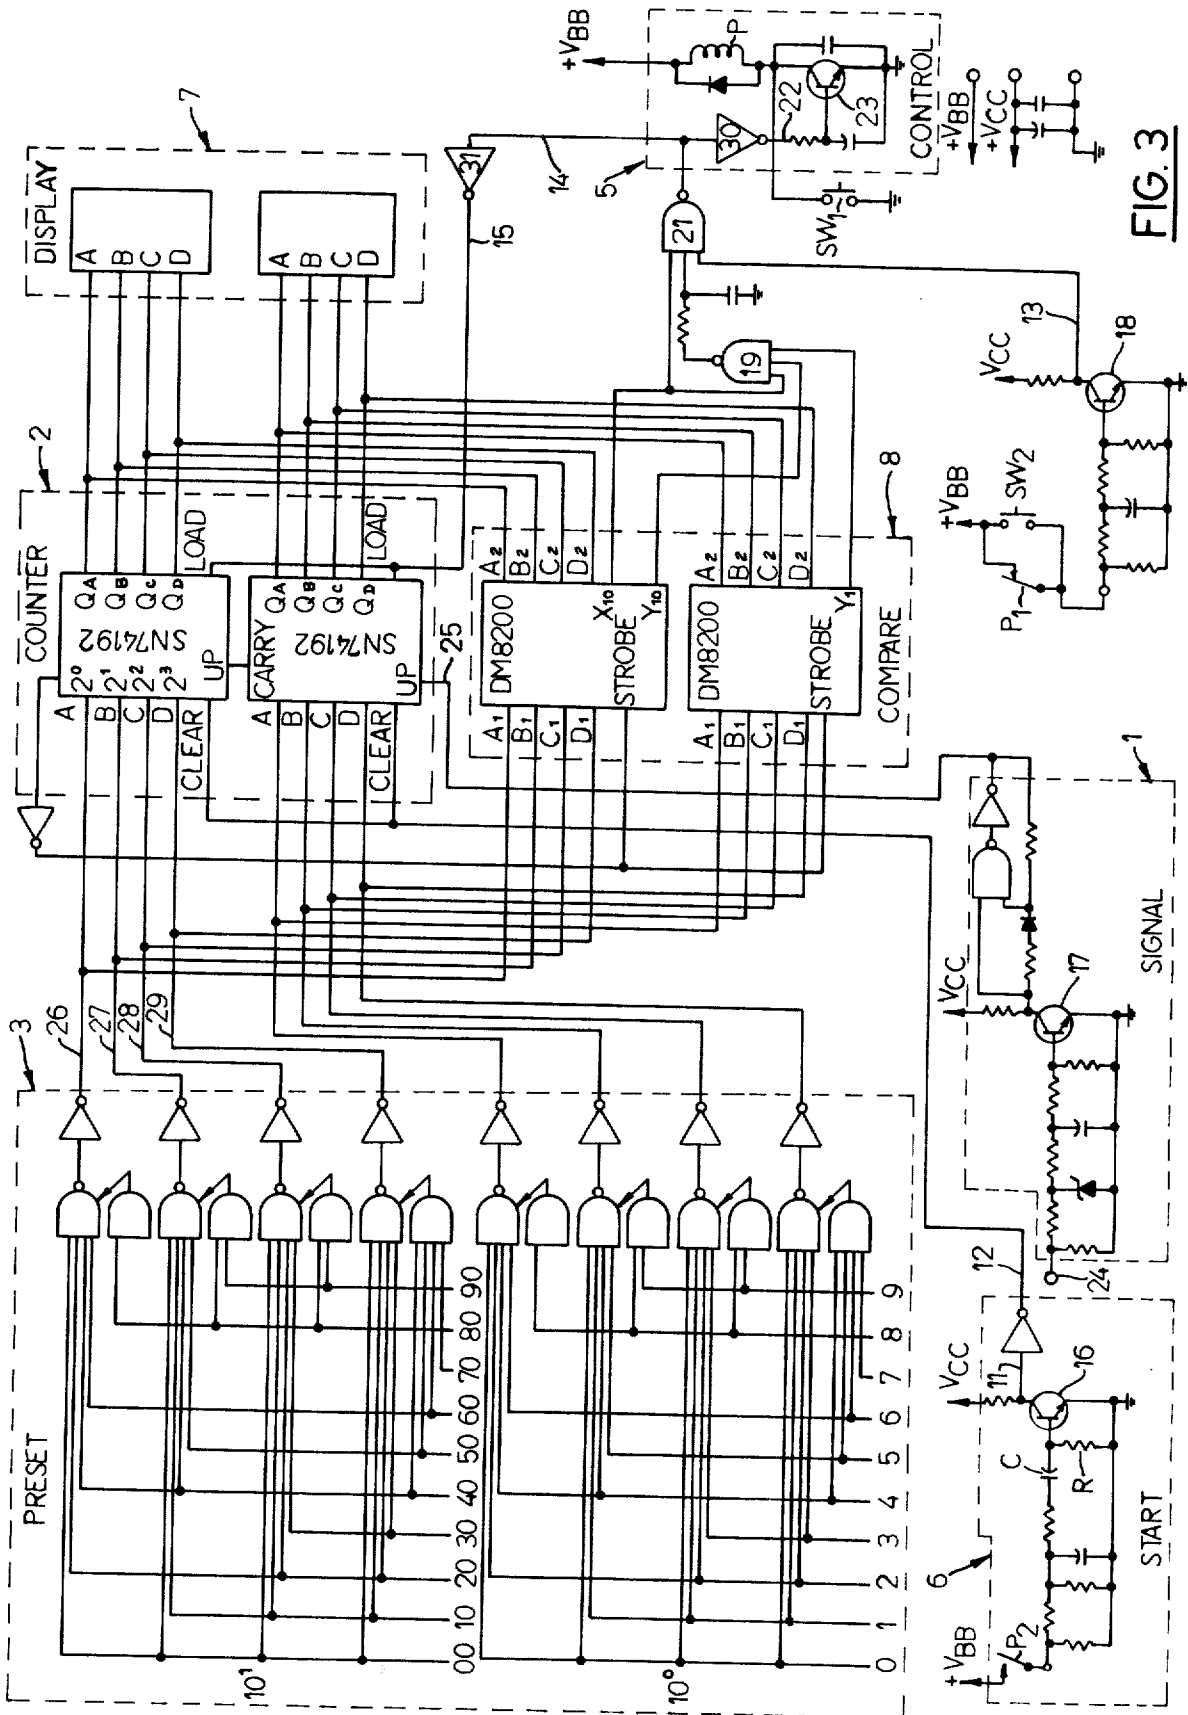 PRESET
3
10¹
00 10 20 30 40 50 60 70 80 90
10⁰
0 1 2 3 4 5 6 7 8 9
26
27
28
29
COUNTER
2
A 2⁰ QA
B 2¹ QB
C 2² QC
D 2³ QD
SN74192
CLEAR UP LOAD
CARRY
A QA
B QB
C QC
D QD
SN74192
CLEAR UP LOAD
25
DISPLAY
7
A
B
C
D
A
B
C
D
31
14
15
DM8200
A1 A2
B1 B2
C1 C2
D1 D2
X10
STROBE Y10
DM8200
A1 A2
B1 B2
C1 C2
D1 D2
STROBE Y1
COMPARE
8
19
21
+VBB
P
30
22
23
CONTROL
5
SW1
+VBB
+VCC
+VBB
SW2
P1
VCC
13
18
START
6
+VBB
P2
C
R
VCC
11
16
12
SIGNAL
1
24
VCC
17
FIG. 3